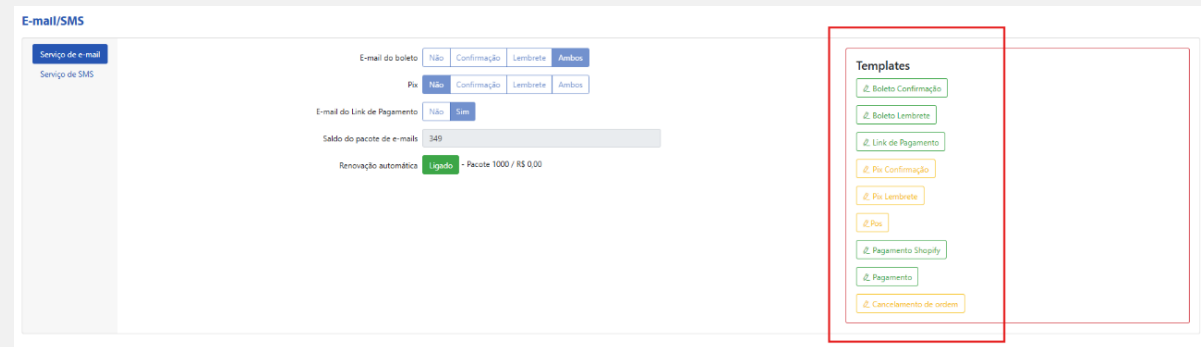 E-mail/SMS
Serviço de e-mail
Serviço de SMS
E-mail do boleto Não Confirmação Lembrete Ambos
Pix Não Confirmação Lembrete Ambos
E-mail do Link de Pagamento Não Sim
Saldo do pacote de e-mails 349
Renovação automática Ligado - Pacote 1000 / R$ 0,00
Templates
Boleto Confirmação
Boleto Lembrete
Link de Pagamento
Pix Confirmação
Pix Lembrete
Pos
Pagamento Shopify
Pagamento
Cancelamento de ordem